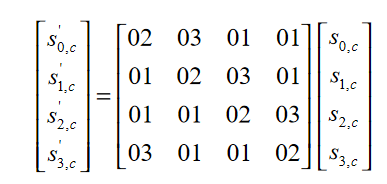 s'0,c 02 03 01 01 s0,c
s'1,c 01 02 03 01 s1,c
s'2,c = 01 01 02 03 s2,c
s'3,c 03 01 01 02 s3,c